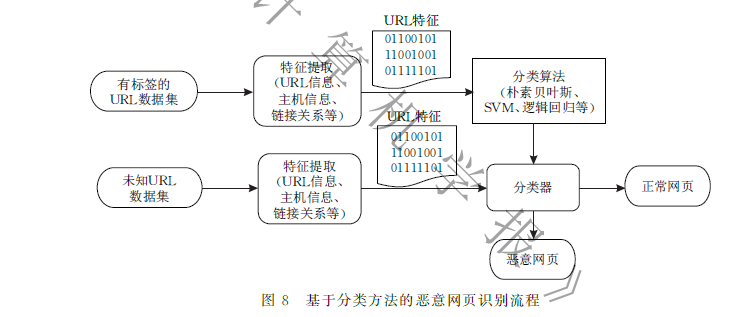 URL特征
01100101
11001001
01111101
有标签的
URL数据集
特征提取
(URL信息、
主机信息、
链接关系等)
分类算法
(朴素贝叶斯、
SVM、逻辑回归等)
URL特征
01100101
11001001
01111101
未知URL
数据集
特征提取
(URL信息、
主机信息、
链接关系等)
分类器
正常网页
恶意网页
计算机学报》
图 8 基于分类方法的恶意网页识别流程